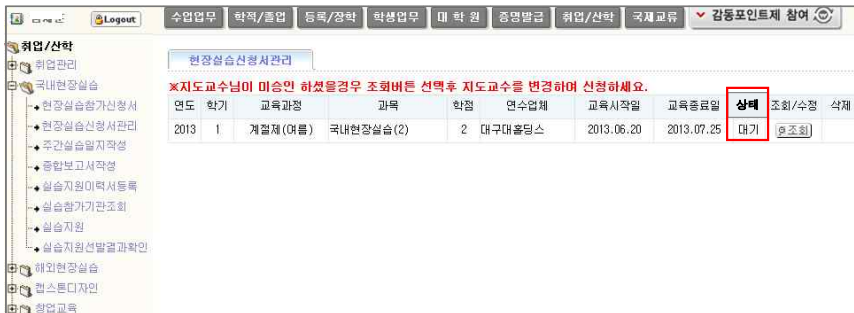 Logout
수업업무 학적/졸업 등록/장학 학생업무 대 학 원 증명발급 취업/산학 국제교류 감동포인트제 참여
취업/산학
취업관리
국내현장실습
현장실습참가신청서
현장실습신청서관리
주간실습일지작성
종합보고서작성
실습지원이력서등록
실습참가기관조회
실습지원
실습지원선발결과확인
해외현장실습
캡스톤디자인
창업교육
현장실습신청서관리
※지도교수님이 미승인 하셨을경우 조회버튼 선택후 지도교수를 변경하여 신청하세요.
연도 학기 교육과정 과목 학점 연수업체 교육시작일 교육종료일 상태 조회/수정 삭제
2013 1 계절제(여름) 국내현장실습(2) 2 대구대홀딩스 2013.06.20 2013.07.25 대기 조회